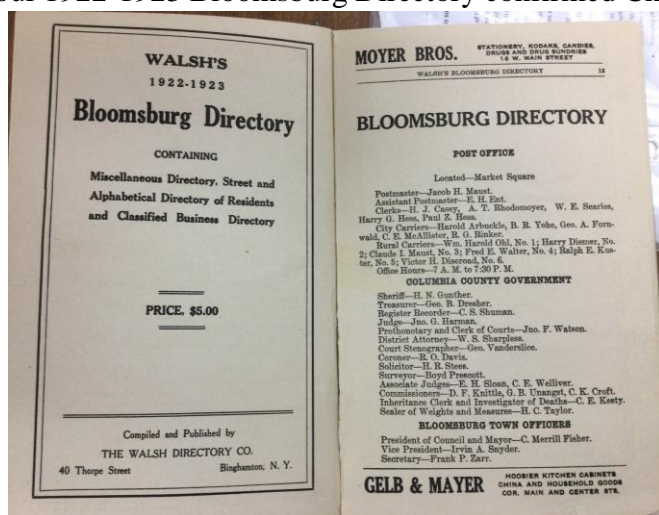 WALSH'S
1922-1923
Bloomsburg Directory
CONTAINING
Miscellaneous Directory, Street and
Alphabetical Directory of Residents
and Classified Business Directory
PRICE, $5.00
Compiled and Published by
THE WALSH DIRECTORY CO.
40 Thorpe Street Binghamton, N. Y.
MOYER BROS.
STATIONERY, KODAKS, CANDIES,
DRUGS AND DRUG SUNDRIES
16 W. MAIN STREET
WALSH'S BLOOMSBURG DIRECTORY
BLOOMSBURG DIRECTORY
POST OFFICE
Located—Market Square
Postmaster—Jacob H. Maust.
Assistant Postmaster—E. H. Ent.
Clerks—H. J. Casey, A. T. Rhodomoyer, W. E. Searles,
Harry G. Hess, Paul Z. Hess.
City Carriers—Harold Arbuckle, B. R. Yohe, Geo. A. Forn-
wald, C. E. McAllister, R. G. Rinker.
Rural Carriers—Wm. Harold Ohl, No. 1; Harry Diemer, No.
2; Claude I. Maust, No. 3; Fred E. Walter, No. 4; Ralph E. Kus-
ter, No. 5; Victor H. Diseroad, No. 6.
Office Hours—7 A. M. to 7:30 P. M.
COLUMBIA COUNTY GOVERNMENT
Sheriff—H. N. Gunther.
Treasurer—Geo. B. Dresher.
Register Recorder—C. S. Shuman.
Judge—Jno. G. Harman.
Prothonotary and Clerk of Courts—Jno. F. Watson.
District Attorney—W. S. Sharpless.
Court Stenographer—Geo. Vanderslice.
Coroner—R. O. Davis.
Solicitor—H. R. Stees.
Surveyor—Boyd Prescott.
Associate Judges—E. H. Sloan, C. E. Welliver.
Commissioners—D. F. Knittle, G. B. Unangst, C. K. Croft.
Inheritance Clerk and Investigator of Deaths—C. E. Kesty.
Sealer of Weights and Measures—H. C. Taylor.
BLOOMSBURG TOWN OFFICERS
President of Council and Mayor—C. Merrill Fisher.
Vice President—Irvin A. Snyder.
Secretary—Frank P. Zarr.
GELB & MAYER
HOOSIER KITCHEN CABINETS
CHINA AND HOUSEHOLD GOODS
COR. MAIN AND CENTER STS.